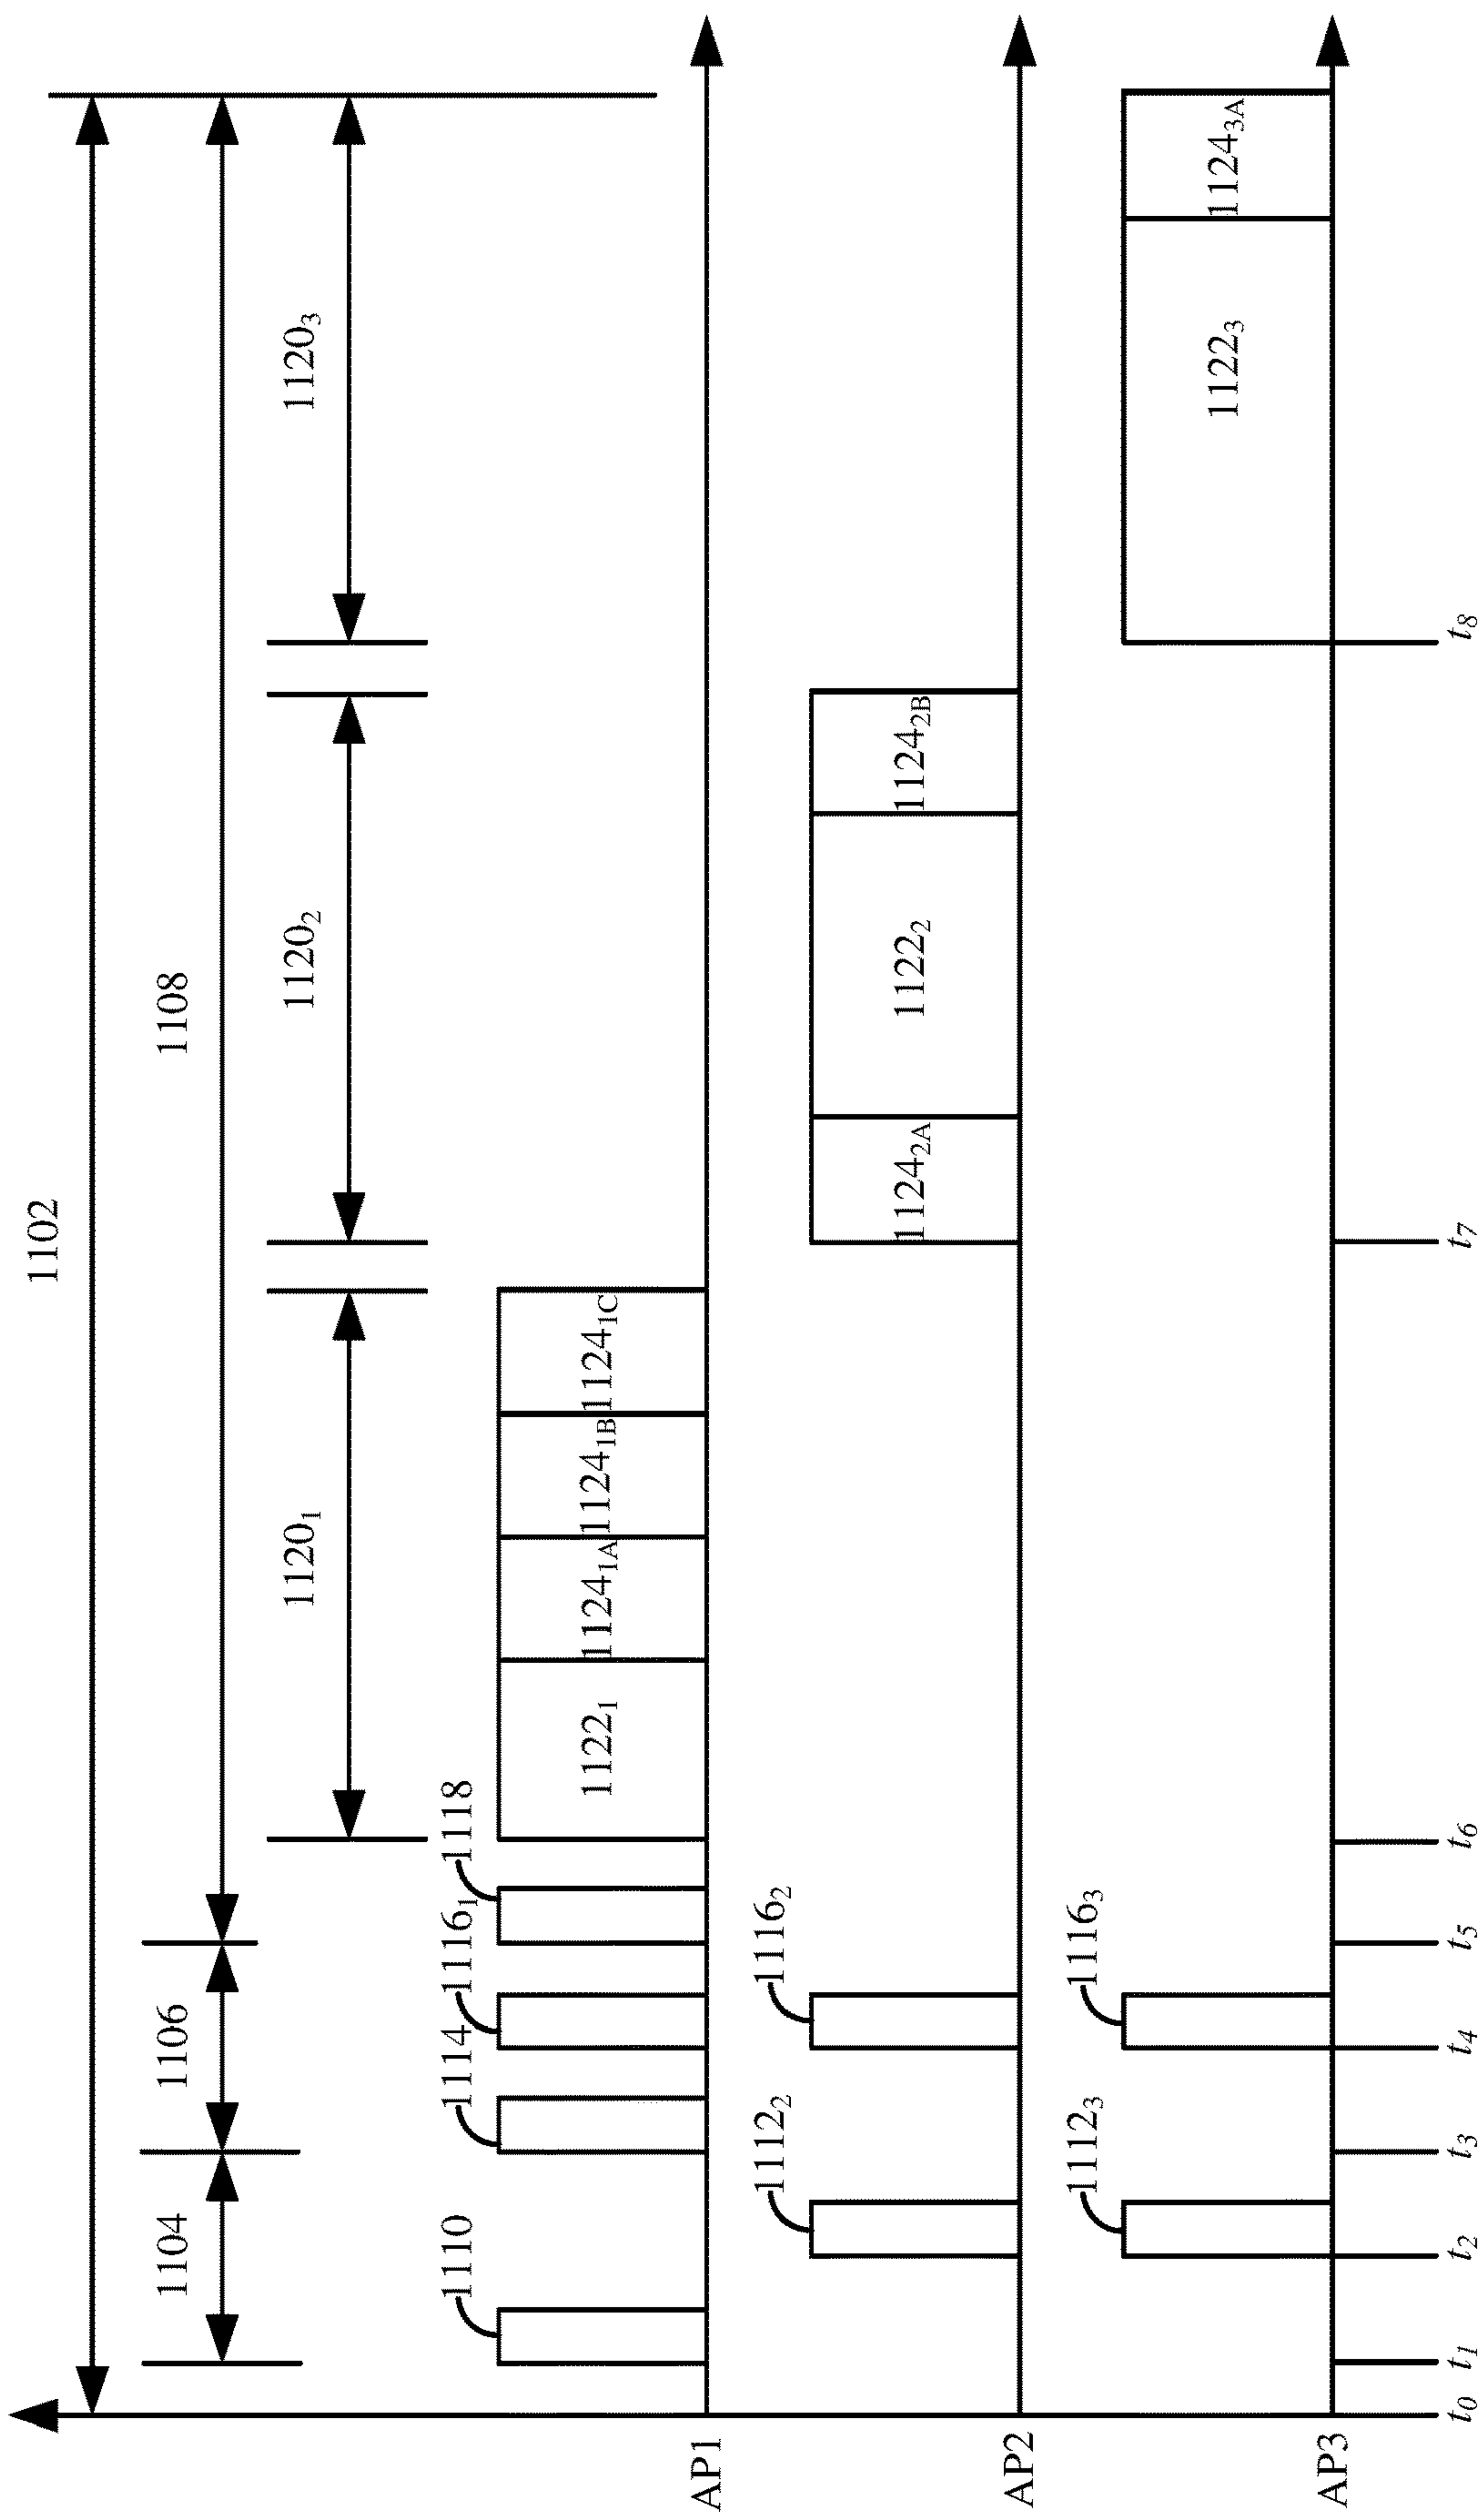 1102
1104
1106
1108
1120₁
1120₂
1120₃
1110
1114
1116₁
1118
1122₁
1124₁A
1124₁B
1124₁C
AP1
1112₂
1116₂
1124₂A
1122₂
1124₂B
AP2
1112₃
1116₃
1122₃
1124₃A
AP3
t₀ t₁ t₂ t₃ t₄ t₅ t₆ t₇ t₈